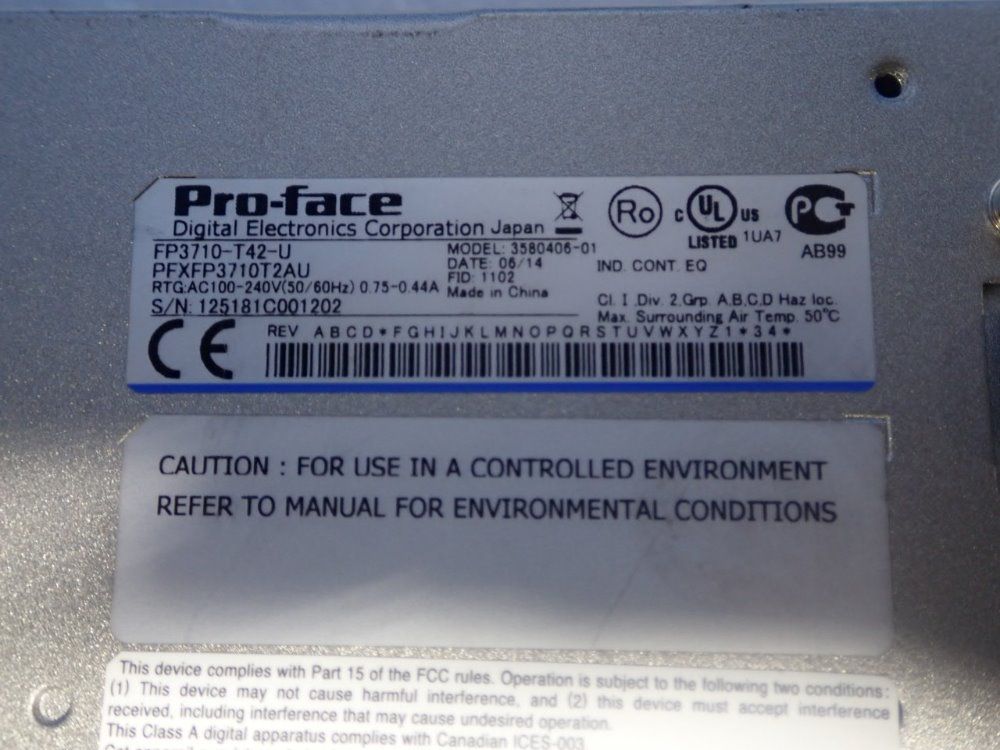 Pro-face
Digital Electronics Corporation Japan
FP3710-T42-U
PFXFP3710T2AU
RTG:AC100-240V(50/60Hz) 0.75-0.44A
S/N: 125181C001202
MODEL: 3580406-01
DATE: 06/14
FID: 1102
Made in China
Ro
c UL US
LISTED 1UA7
IND. CONT. EQ
PCT
AB99
Cl. I ,Div. 2,Grp. A,B,C,D Haz loc.
Max. Surrounding Air Temp. 50°C
CE
REV A B C D * F G H I J K L M N O P Q R S T U V W X Y Z 1 * 3 4 *
CAUTION : FOR USE IN A CONTROLLED ENVIRONMENT
REFER TO MANUAL FOR ENVIRONMENTAL CONDITIONS
This device complies with Part 15 of the FCC rules. Operation is subject to the following two conditions:
(1) This device may not cause harmful interference, and (2) this device must accept interference
received, including interference that may cause undesired operation.
This Class A digital apparatus complies with Canadian ICES-003